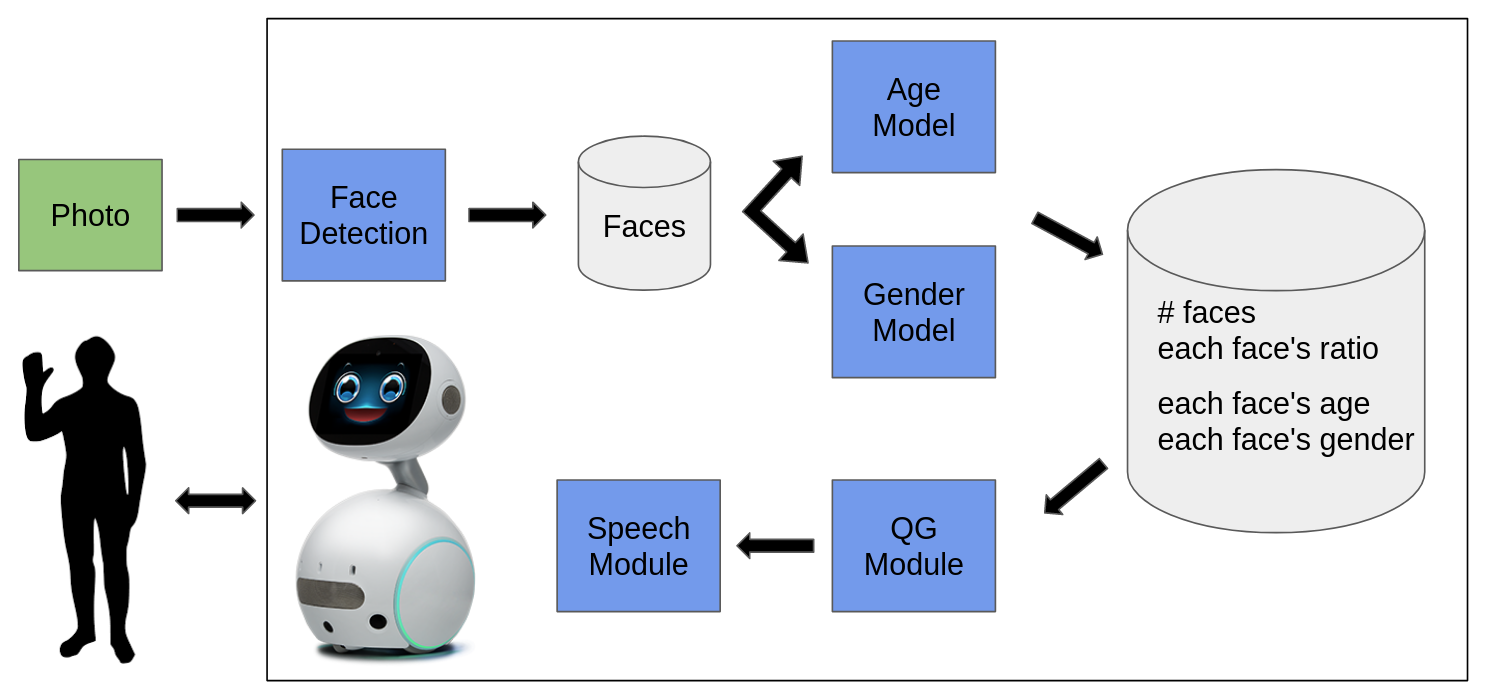 Photo
Face
Detection
Faces
Age
Model
Gender
Model
# faces
each face's ratio
each face's age
each face's gender
Speech
Module
QG
Module